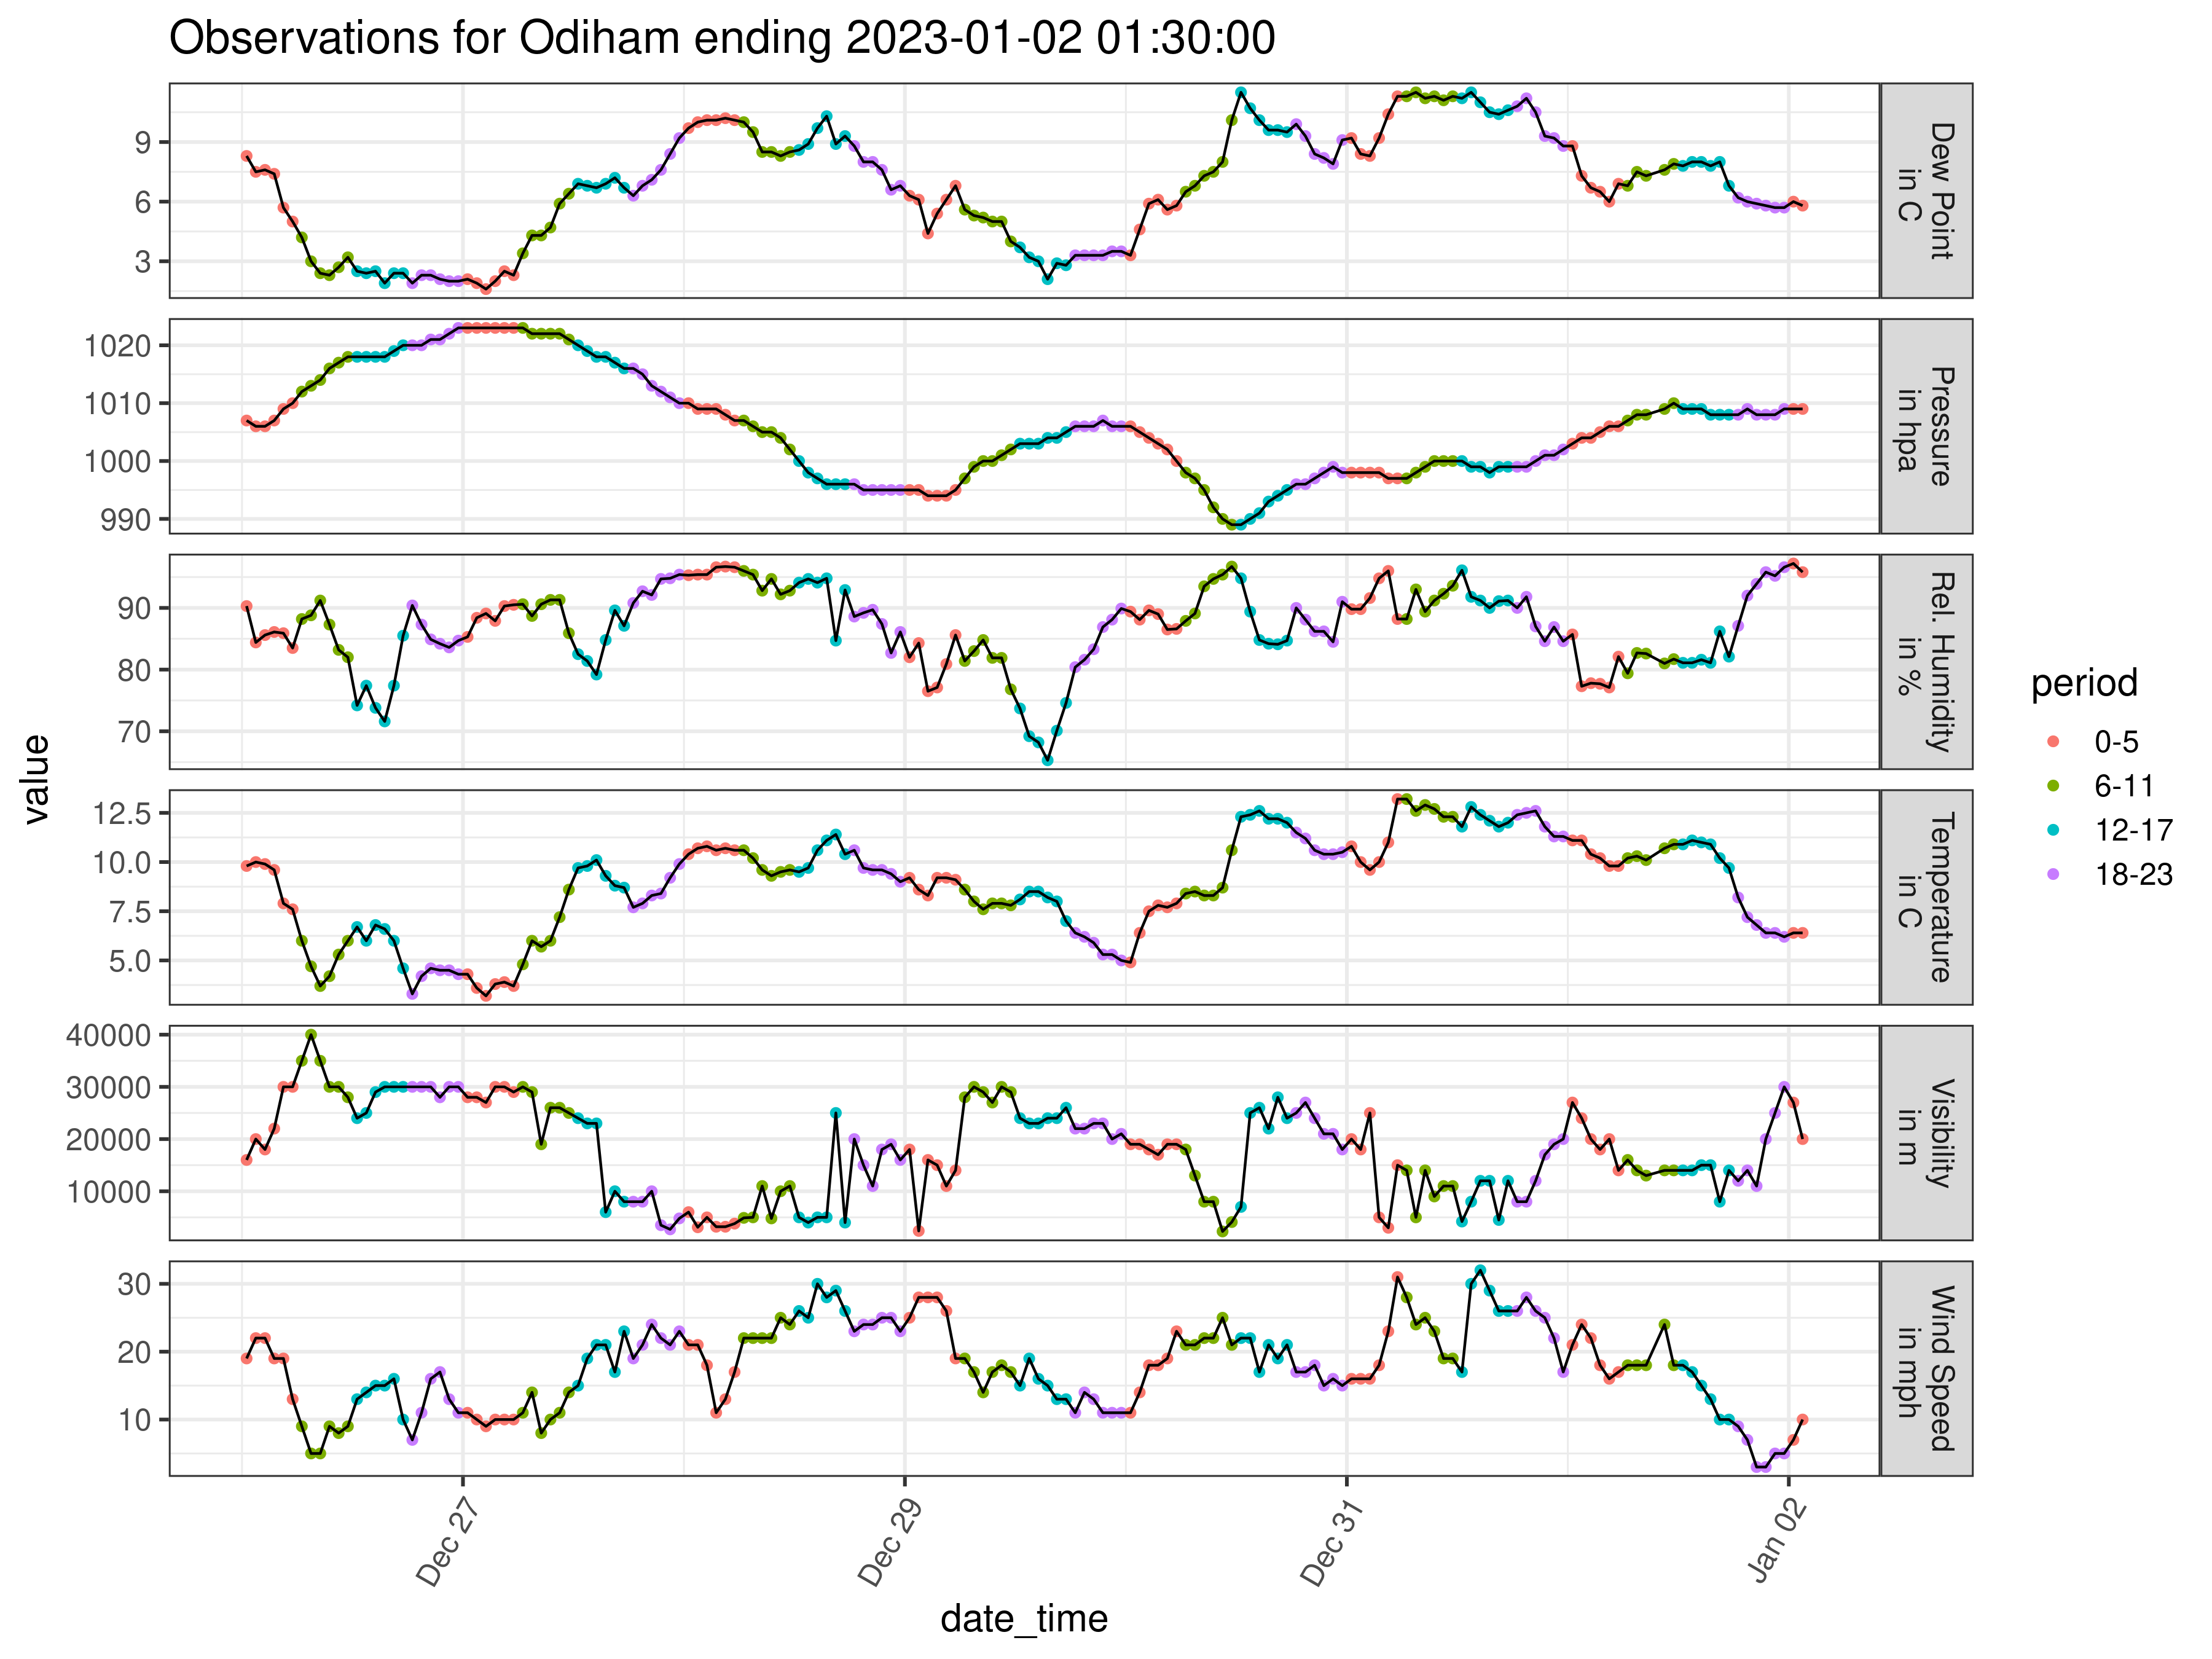 Observations for Odiham ending 2023-01-02 01:30:00
value
9
6
3
Dew Point
in C
1020
1010
1000
990
Pressure
in hpa
90
80
70
Rel. Humidity
in %
12.5
10.0
7.5
5.0
Temperature
in C
40000
30000
20000
10000
Visibility
in m
30
20
10
Wind Speed
in mph
Dec 27
Dec 29
Dec 31
Jan 02
date_time
period
0-5
6-11
12-17
18-23